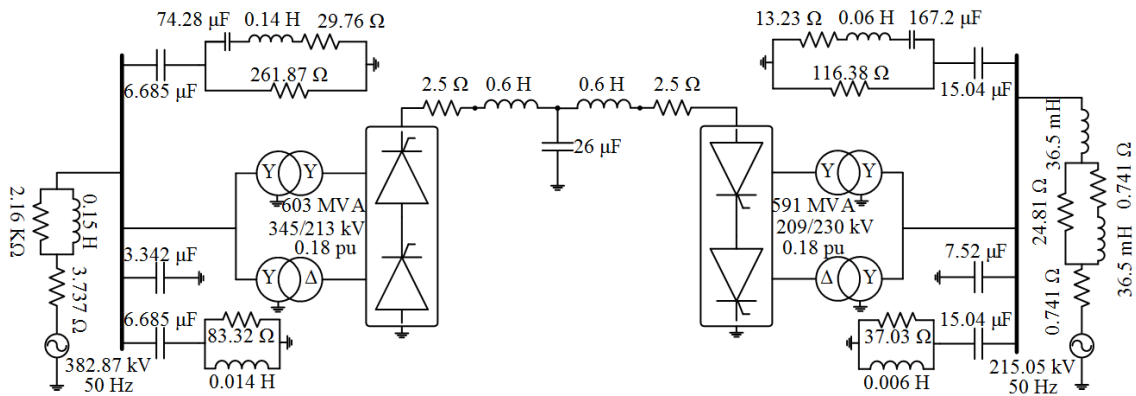 74.28 μF
0.14 H
29.76 Ω
261.87 Ω
6.685 μF
2.5 Ω
0.6 H
0.6 H
2.5 Ω
26 μF
13.23 Ω
0.06 H
167.2 μF
116.38 Ω
15.04 μF
2.16 KΩ
0.15 H
3.737 Ω
382.87 kV
50 Hz
3.342 μF
6.685 μF
83.32 Ω
0.014 H
Y
Y
603 MVA
345/213 kV
0.18 pu
Y
Δ
Y
Y
591 MVA
209/230 kV
0.18 pu
Δ
Y
7.52 μF
15.04 μF
37.03 Ω
0.006 H
36.5 mH
24.81 Ω
0.741 Ω
36.5 mH
0.741 Ω
215.05 kV
50 Hz